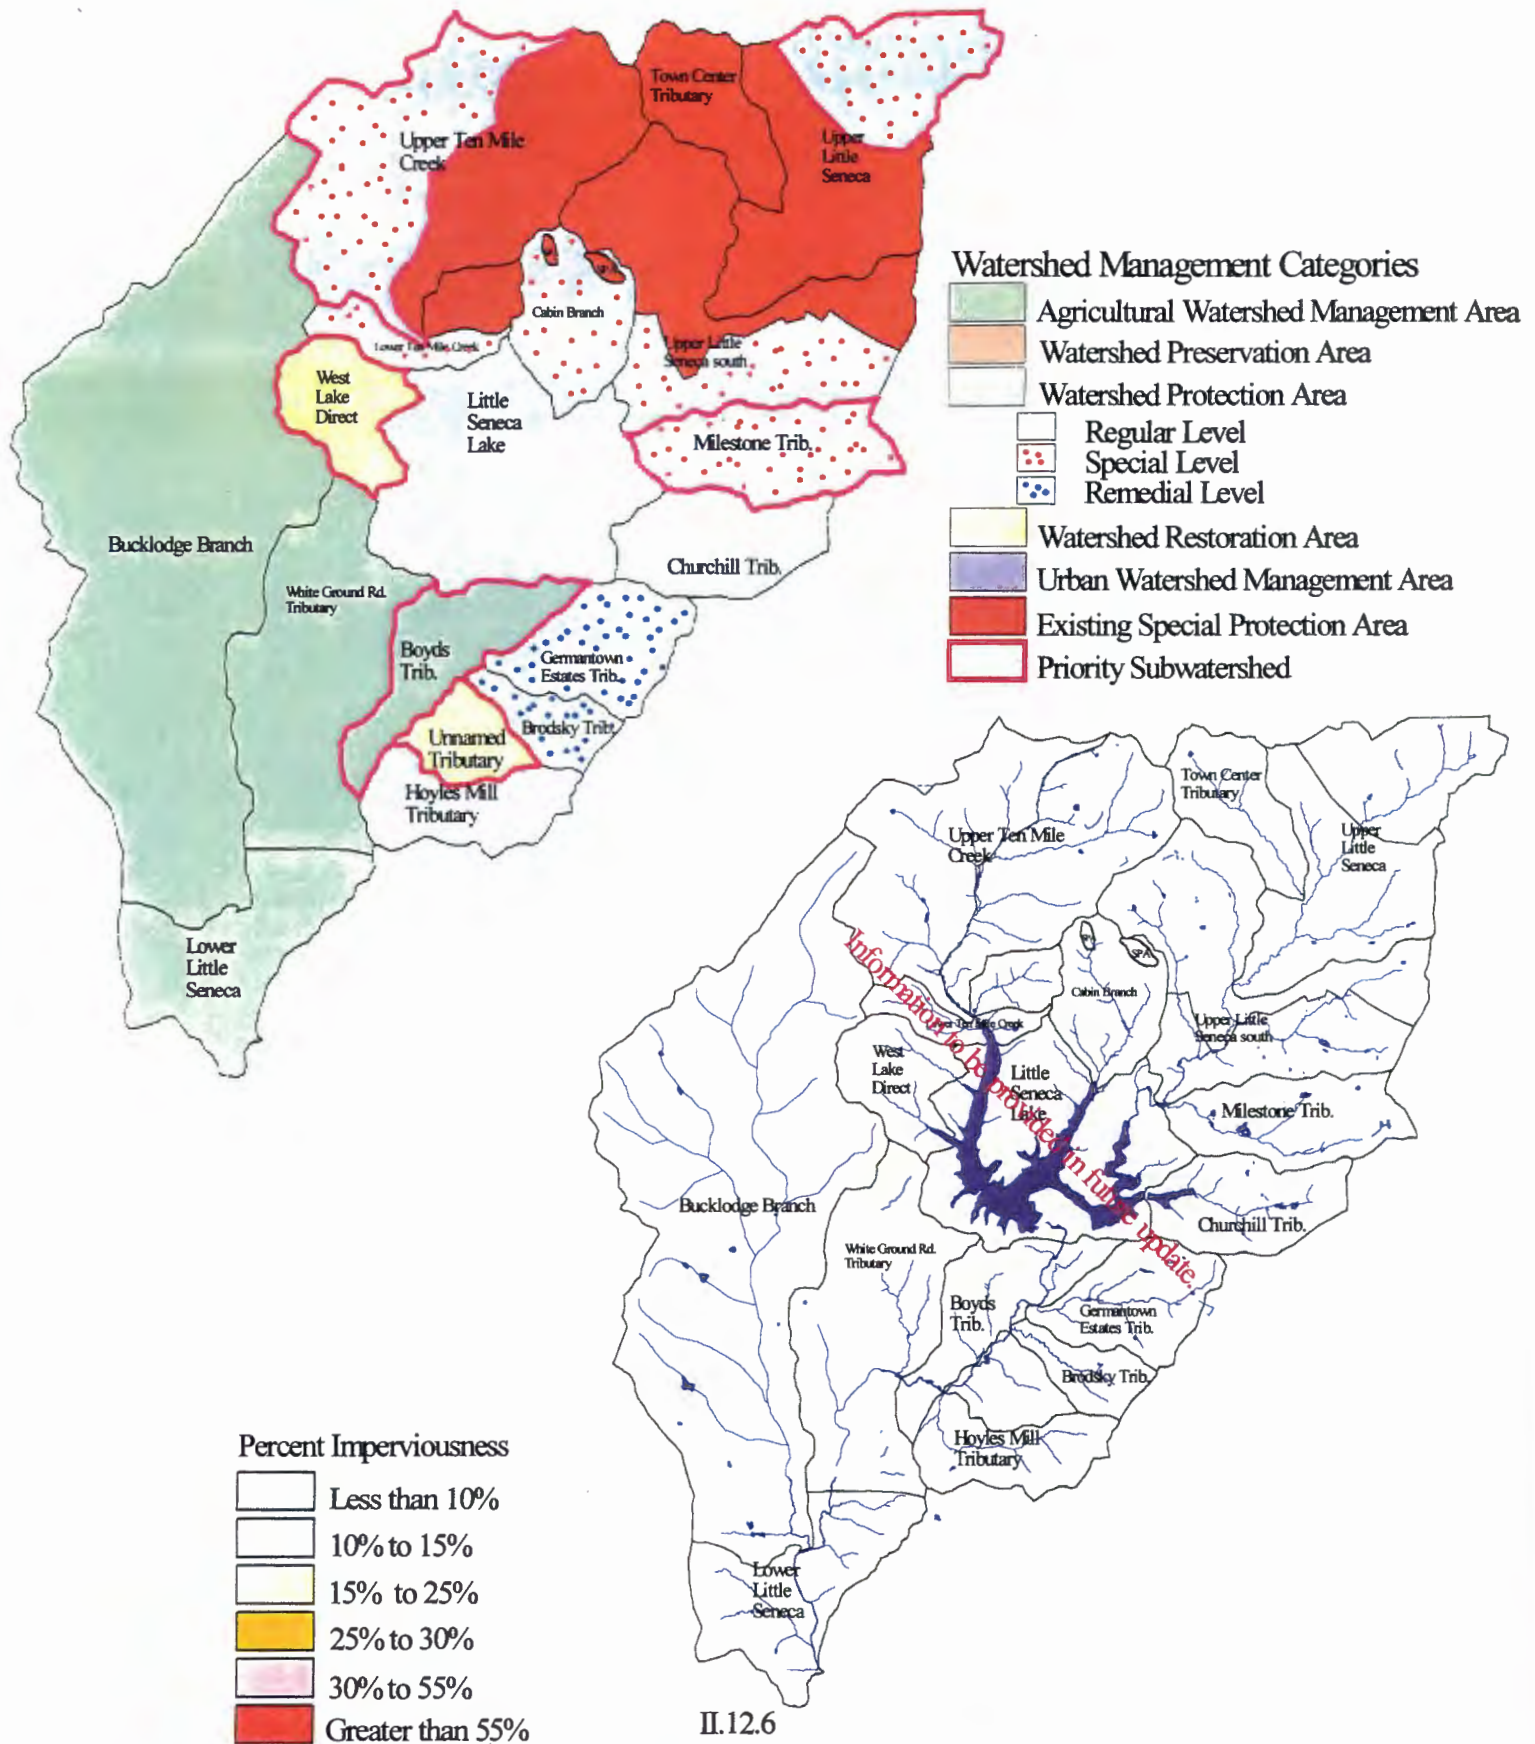 Town Center
Tributary
Upper Ten Mile
Creek
Upper
Little
Seneca
SPA
Cabin Branch
Lower Ten Mile Creek
Upper Little
Seneca south
West
Lake
Direct
Little
Seneca
Lake
Milestone Trib.
Bucklodge Branch
Churchill Trib.
White Ground Rd.
Tributary
Boyds
Trib.
Germantown
Estates Trib.
Brodsky Trib.
Unnamed
Tributary
Hoyles Mill
Tributary
Lower
Little
Seneca
Watershed Management Categories
Agricultural Watershed Management Area
Watershed Preservation Area
Watershed Protection Area
Regular Level
Special Level
Remedial Level
Watershed Restoration Area
Urban Watershed Management Area
Existing Special Protection Area
Priority Subwatershed
Town Center
Tributary
Upper Ten Mile
Creek
Upper
Little
Seneca
SPA
Cabin Branch
Lower Ten Mile Creek
Upper Little
Seneca south
West
Lake
Direct
Little
Seneca
Lake
Milestone Trib.
Information to be provided in future update.
Bucklodge Branch
Churchill Trib.
White Ground Rd.
Tributary
Boyds
Trib.
Germantown
Estates Trib.
Brodsky Trib.
Hoyles Mill
Tributary
Lower
Little
Seneca
Percent Imperviousness
Less than 10%
10% to 15%
15% to 25%
25% to 30%
30% to 55%
Greater than 55%
II.12.6